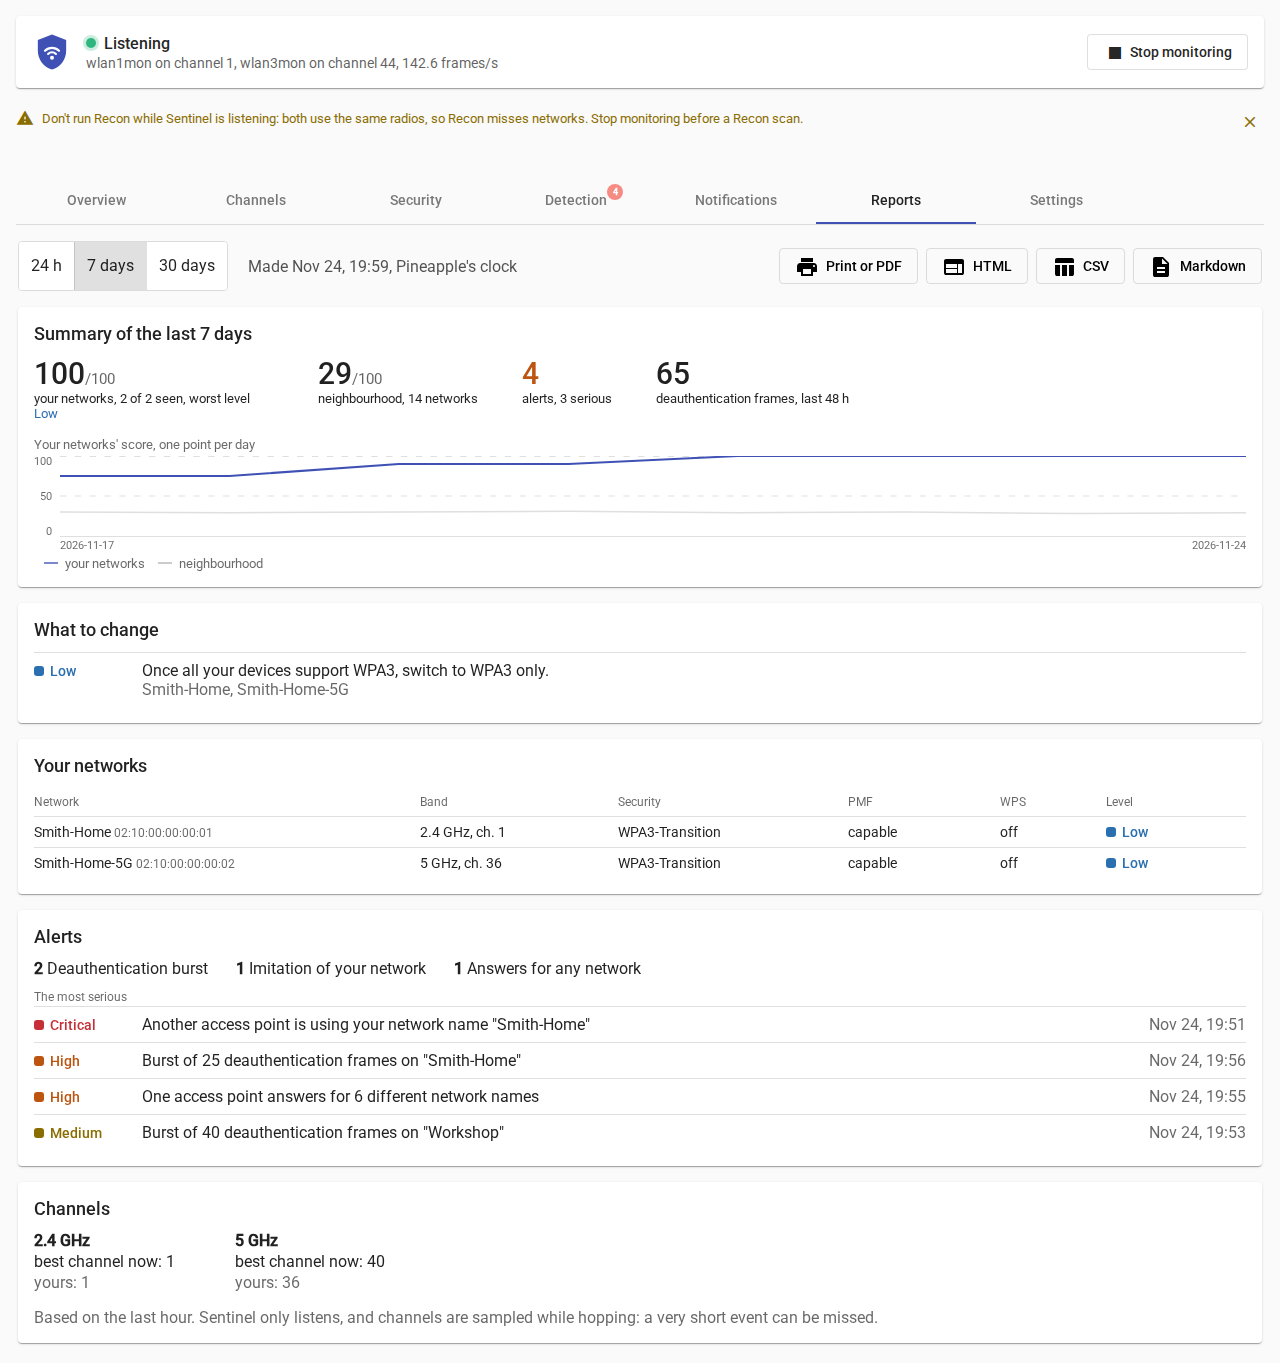 Listening
wlan1mon on channel 1, wlan3mon on channel 44, 142.6 frames/s
Stop monitoring
Don't run Recon while Sentinel is listening: both use the same radios, so Recon misses networks. Stop monitoring before a Recon scan.
Overview Channels Security Detection 4 Notifications Reports Settings
24 h 7 days 30 days Made Nov 24, 19:59, Pineapple's clock Print or PDF HTML CSV Markdown
Summary of the last 7 days
100/100 29/100 4 65
your networks, 2 of 2 seen, worst level neighbourhood, 14 networks alerts, 3 serious deauthentication frames, last 48 h
Low
Your networks' score, one point per day
100
50
0
2026-11-17 2026-11-24
your networks neighbourhood
What to change
Low Once all your devices support WPA3, switch to WPA3 only.
Smith-Home, Smith-Home-5G
Your networks
Network Band Security PMF WPS Level
Smith-Home 02:10:00:00:00:01 2.4 GHz, ch. 1 WPA3-Transition capable off Low
Smith-Home-5G 02:10:00:00:00:02 5 GHz, ch. 36 WPA3-Transition capable off Low
Alerts
2 Deauthentication burst 1 Imitation of your network 1 Answers for any network
The most serious
Critical Another access point is using your network name "Smith-Home" Nov 24, 19:51
High Burst of 25 deauthentication frames on "Smith-Home" Nov 24, 19:56
High One access point answers for 6 different network names Nov 24, 19:55
Medium Burst of 40 deauthentication frames on "Workshop" Nov 24, 19:53
Channels
2.4 GHz 5 GHz
best channel now: 1 best channel now: 40
yours: 1 yours: 36
Based on the last hour. Sentinel only listens, and channels are sampled while hopping: a very short event can be missed.